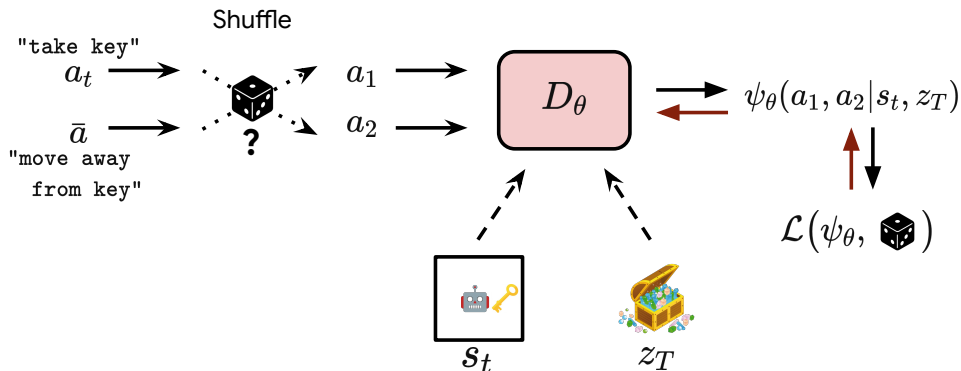 Shuffle
"take key"
a_t
ā
"move away
from key"
?
a_1
a_2
D_θ
ψ_θ(a_1, a_2|s_t, z_T)
ℒ(ψ_θ, )
s_t
z_T